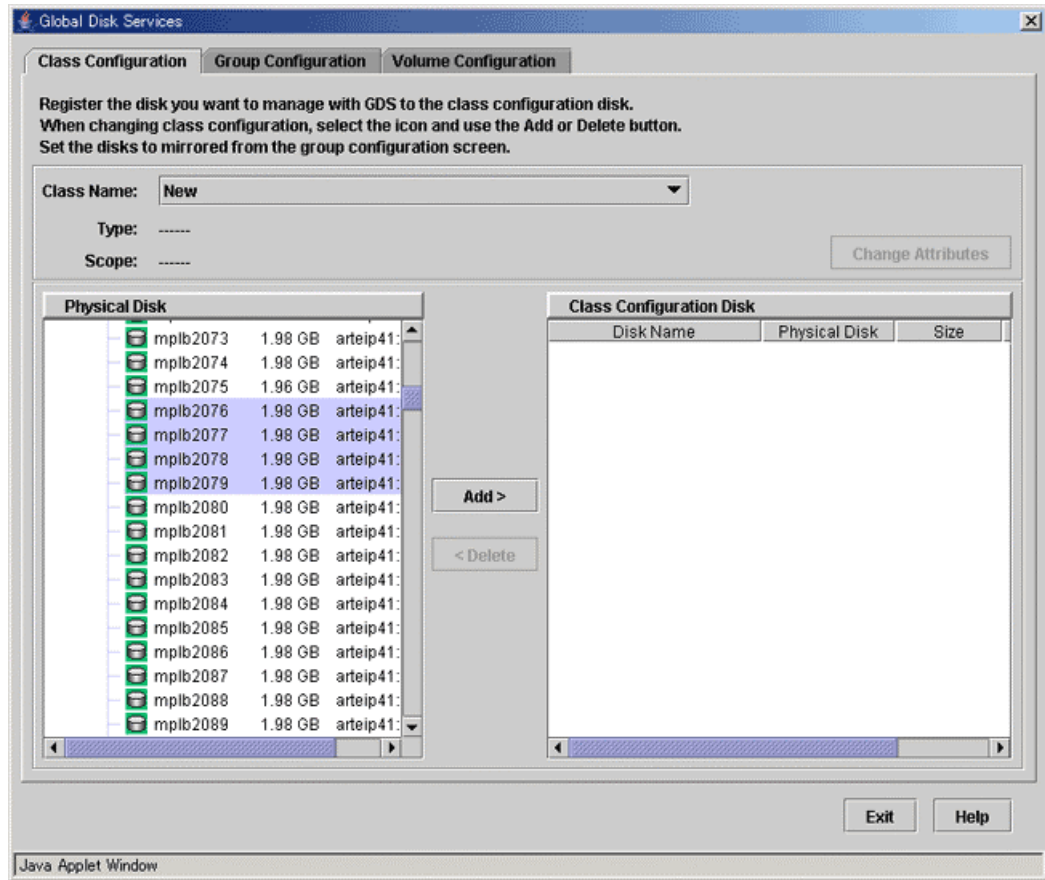 Global Disk Services
Class Configuration Group Configuration Volume Configuration
Register the disk you want to manage with GDS to the class configuration disk.
When changing class configuration, select the icon and use the Add or Delete button.
Set the disks to mirrored from the group configuration screen.
Class Name: New
Type: ------
Scope: ------
Change Attributes
Physical Disk
mplb2073 1.98 GB arteip41:
mplb2074 1.98 GB arteip41:
mplb2075 1.96 GB arteip41:
mplb2076 1.98 GB arteip41:
mplb2077 1.98 GB arteip41:
mplb2078 1.98 GB arteip41:
mplb2079 1.98 GB arteip41:
mplb2080 1.98 GB arteip41:
mplb2081 1.98 GB arteip41:
mplb2082 1.98 GB arteip41:
mplb2083 1.98 GB arteip41:
mplb2084 1.98 GB arteip41:
mplb2085 1.98 GB arteip41:
mplb2086 1.98 GB arteip41:
mplb2087 1.98 GB arteip41:
mplb2088 1.98 GB arteip41:
mplb2089 1.98 GB arteip41:
Add >
< Delete
Class Configuration Disk
Disk Name Physical Disk Size
Exit Help
Java Applet Window